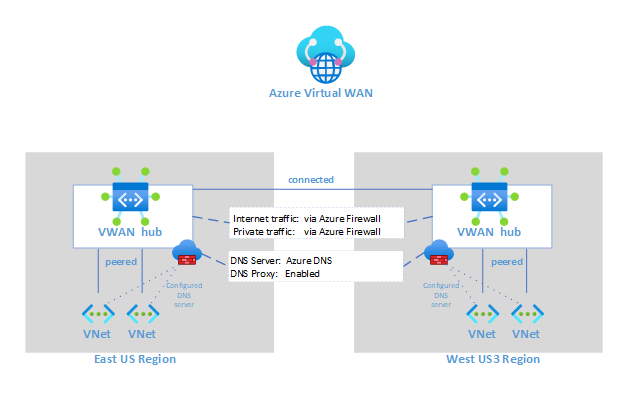 Azure Virtual WAN
connected
VWAN hub
VWAN hub
Internet traffic: via Azure Firewall
Private traffic: via Azure Firewall
peered
peered
DNS Server: Azure DNS
DNS Proxy: Enabled
Configured
DNS
server
Configured
DNS
server
VNet
VNet
VNet
VNet
East US Region
West US3 Region